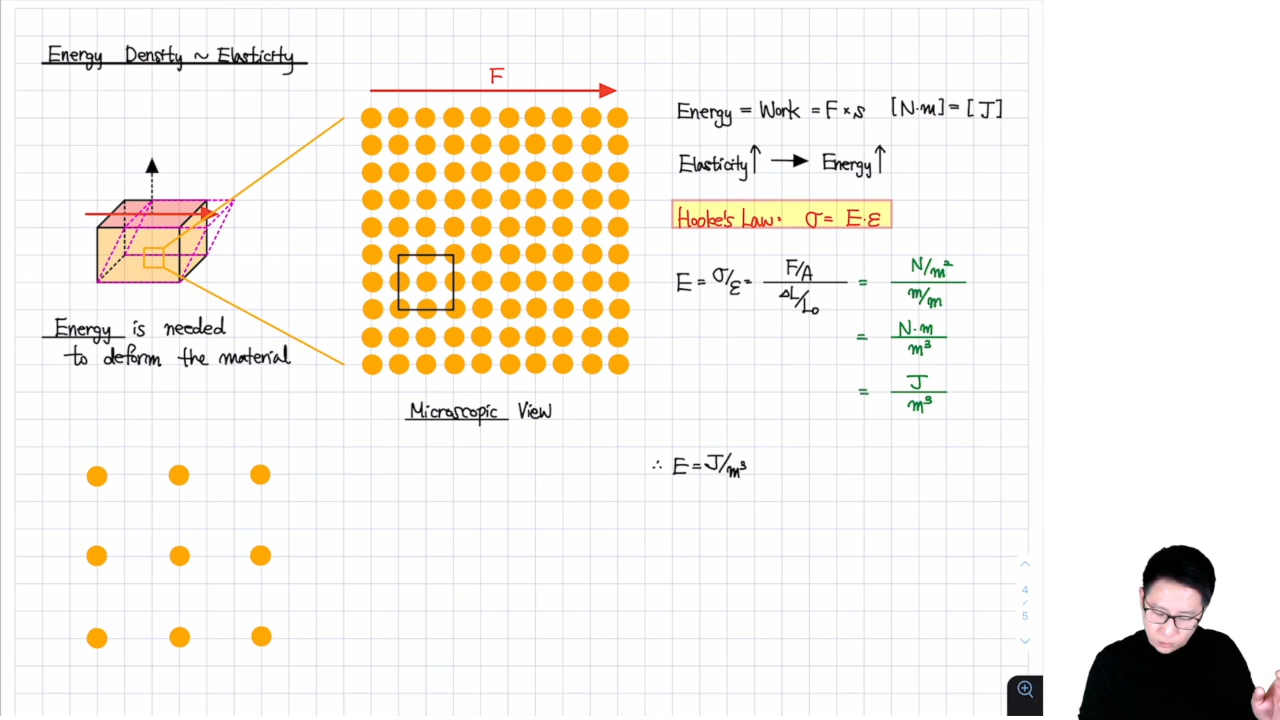 Energy Density ~ Elasticity
F
Energy = Work = F × s [N·m] = [J]
Elasticity↑ → Energy↑
Hooke's Law: σ = E·ε
E = σ/ε = F/A / ΔL/L₀ = N/m² / m/m
= N·m / m³
= J / m³
Energy is needed
to deform the material
Microscopic View
∴ E = J/m³
4
/
5